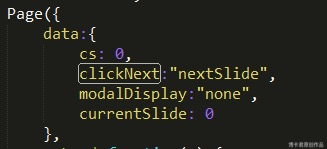 Page({
data:{
cs: 0,
clickNext:"nextSlide",
modalDisplay:"none",
currentSlide: 0
},